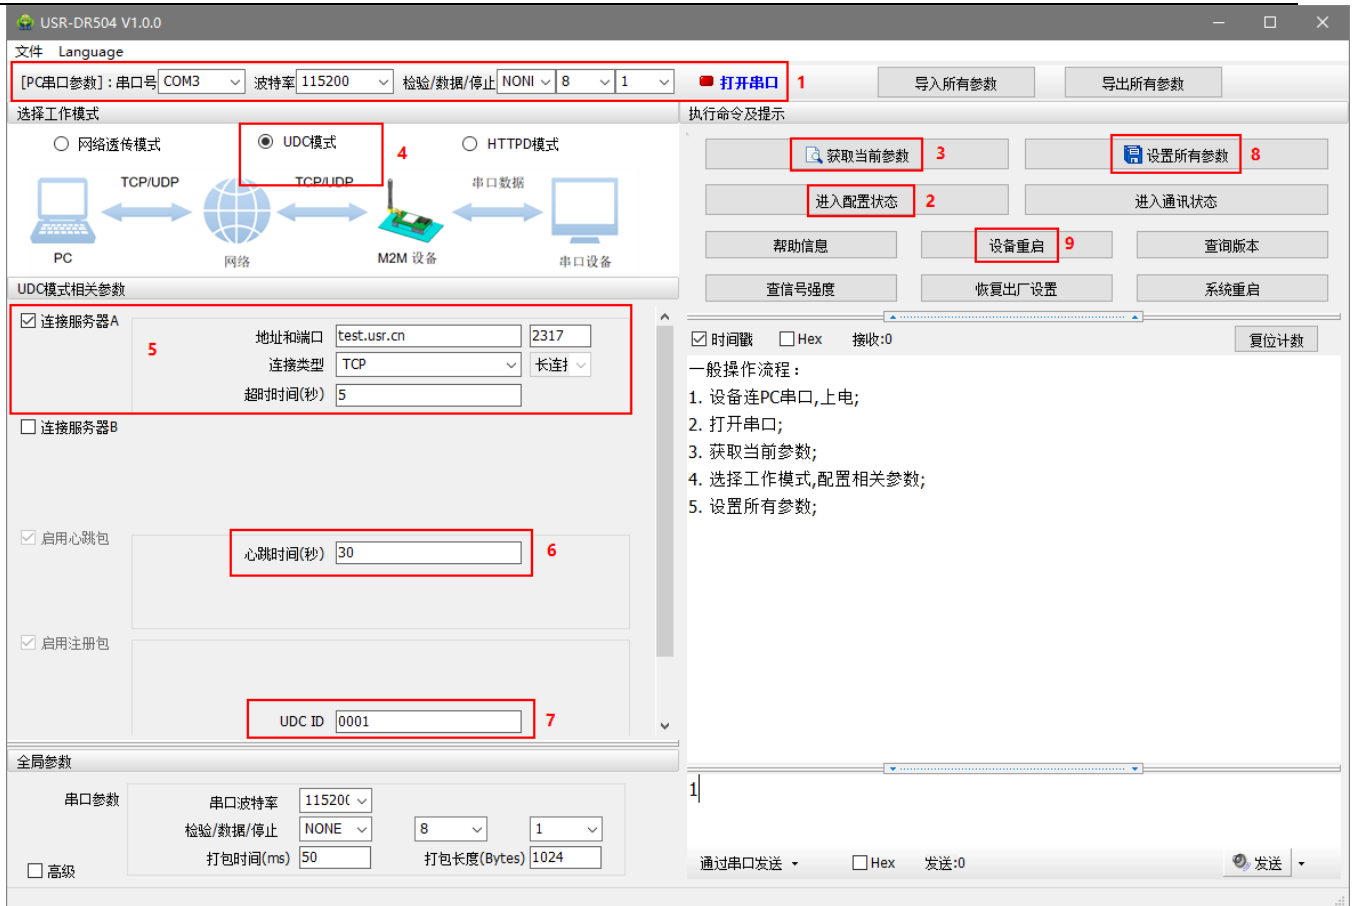 USR-DR504 V1.0.0
文件 Language
[PC串口参数]：串口号 COM3 波特率 115200 检验/数据/停止 NONI 8 1 打开串口 1 导入所有参数 导出所有参数
选择工作模式
网络透传模式 UDC模式 4 HTTPD模式
TCP/UDP TCP/UDP 串口数据
PC 网络 M2M 设备 串口设备
UDC模式相关参数
连接服务器A
5
地址和端口 test.usr.cn 2317
连接类型 TCP 长连接
超时时间(秒) 5
连接服务器B
启用心跳包
心跳时间(秒) 30 6
启用注册包
UDC ID 0001 7
全局参数
串口参数 串口波特率 115200
检验/数据/停止 NONE 8 1
打包时间(ms) 50 打包长度(Bytes) 1024
高级
执行命令及提示
获取当前参数 3 设置所有参数 8
进入配置状态 2 进入通讯状态
帮助信息 设备重启 9 查询版本
查信号强度 恢复出厂设置 系统重启
时间戳 Hex 接收:0 复位计数
一般操作流程：
1. 设备连PC串口,上电;
2. 打开串口;
3. 获取当前参数;
4. 选择工作模式,配置相关参数;
5. 设置所有参数;
1
通过串口发送 Hex 发送:0 发送